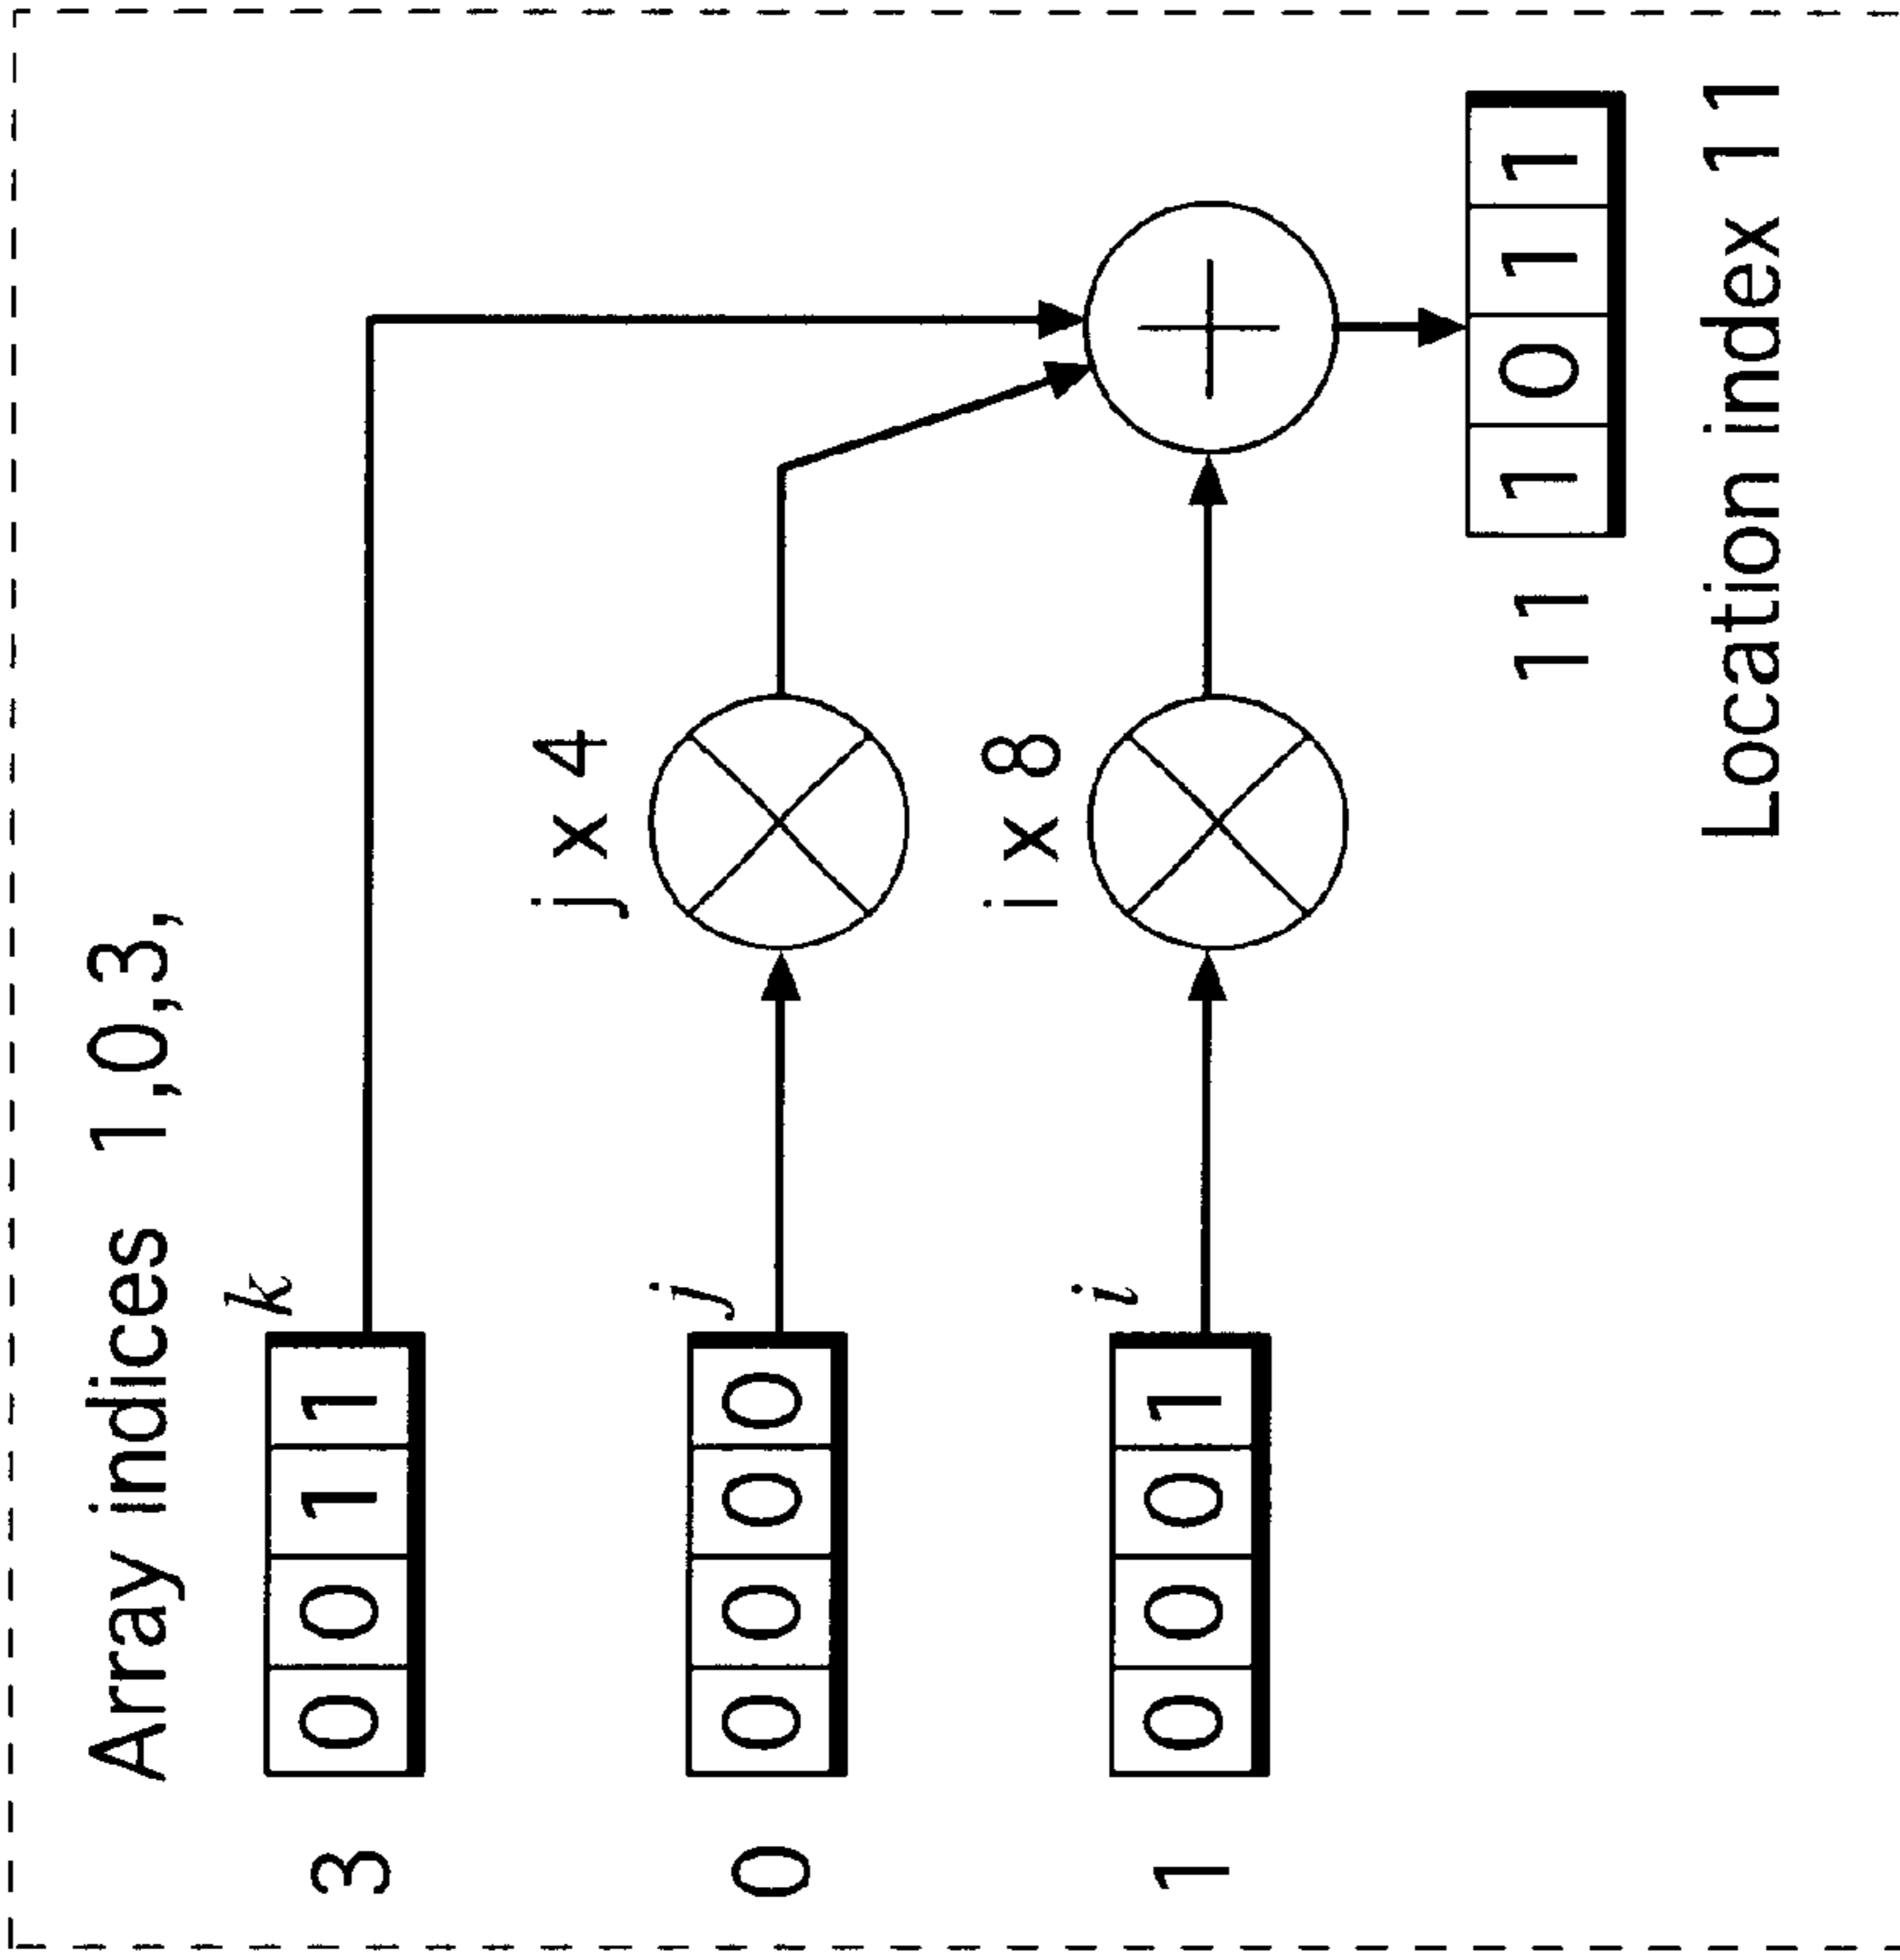 Array indices 1,0,3,
k
3 0 0 1 1
j x 4
j
0 0 0 0 0
i x 8
i
1 0 0 0 1
11 1 0 1 1
Location index 11